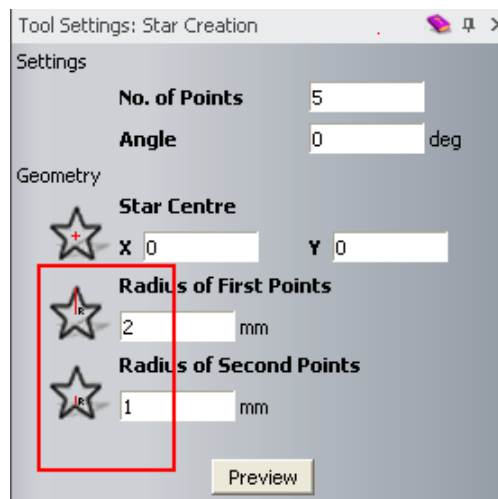 Tool Settings: Star Creation
Settings
No. of Points 5
Angle 0 deg
Geometry
Star Centre
X 0 Y 0
Radius of First Points
R
2 mm
Radius of Second Points
R
1 mm
Preview